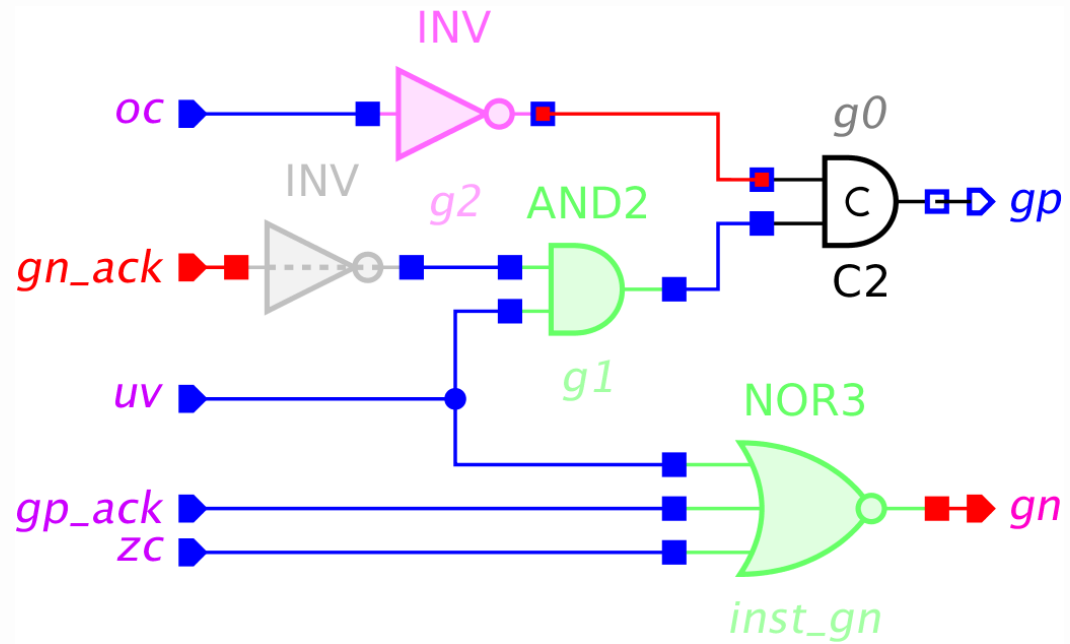 INV
oc
g0
INV
g2
AND2
C
gp
gn_ack
C2
g1
uv
NOR3
gp_ack
gn
zc
inst_gn